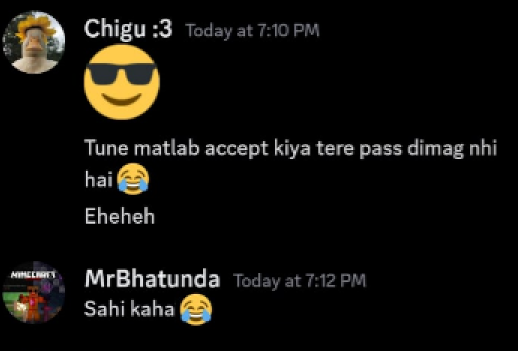 Chigu :3 Today at 7:10 PM
😎
Tune matlab accept kiya tere pass dimag nhi
hai 😂
Eheheh
MINECRAFT
MrBhatunda Today at 7:12 PM
Sahi kaha 😂